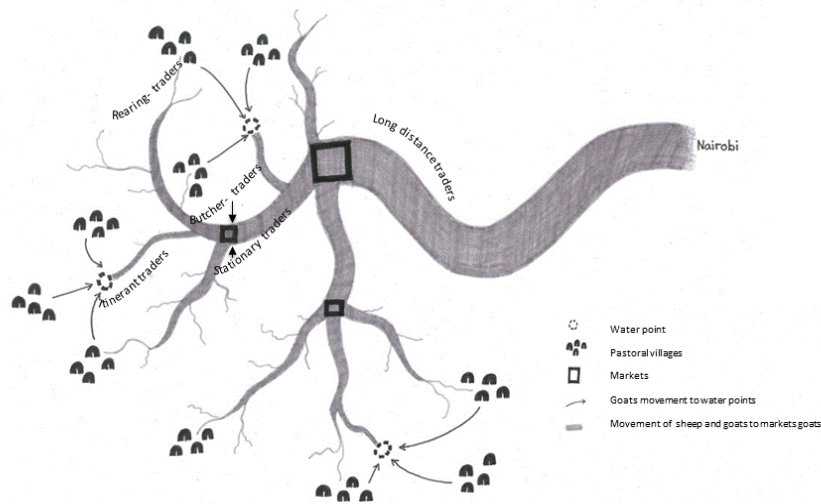 Rearing- traders
Long distance traders
Nairobi
Butcher- traders
Stationary traders
Itinerant traders
Water point
Pastoral villages
Markets
Goats movement to water points
Movement of sheep and goats to markets goats